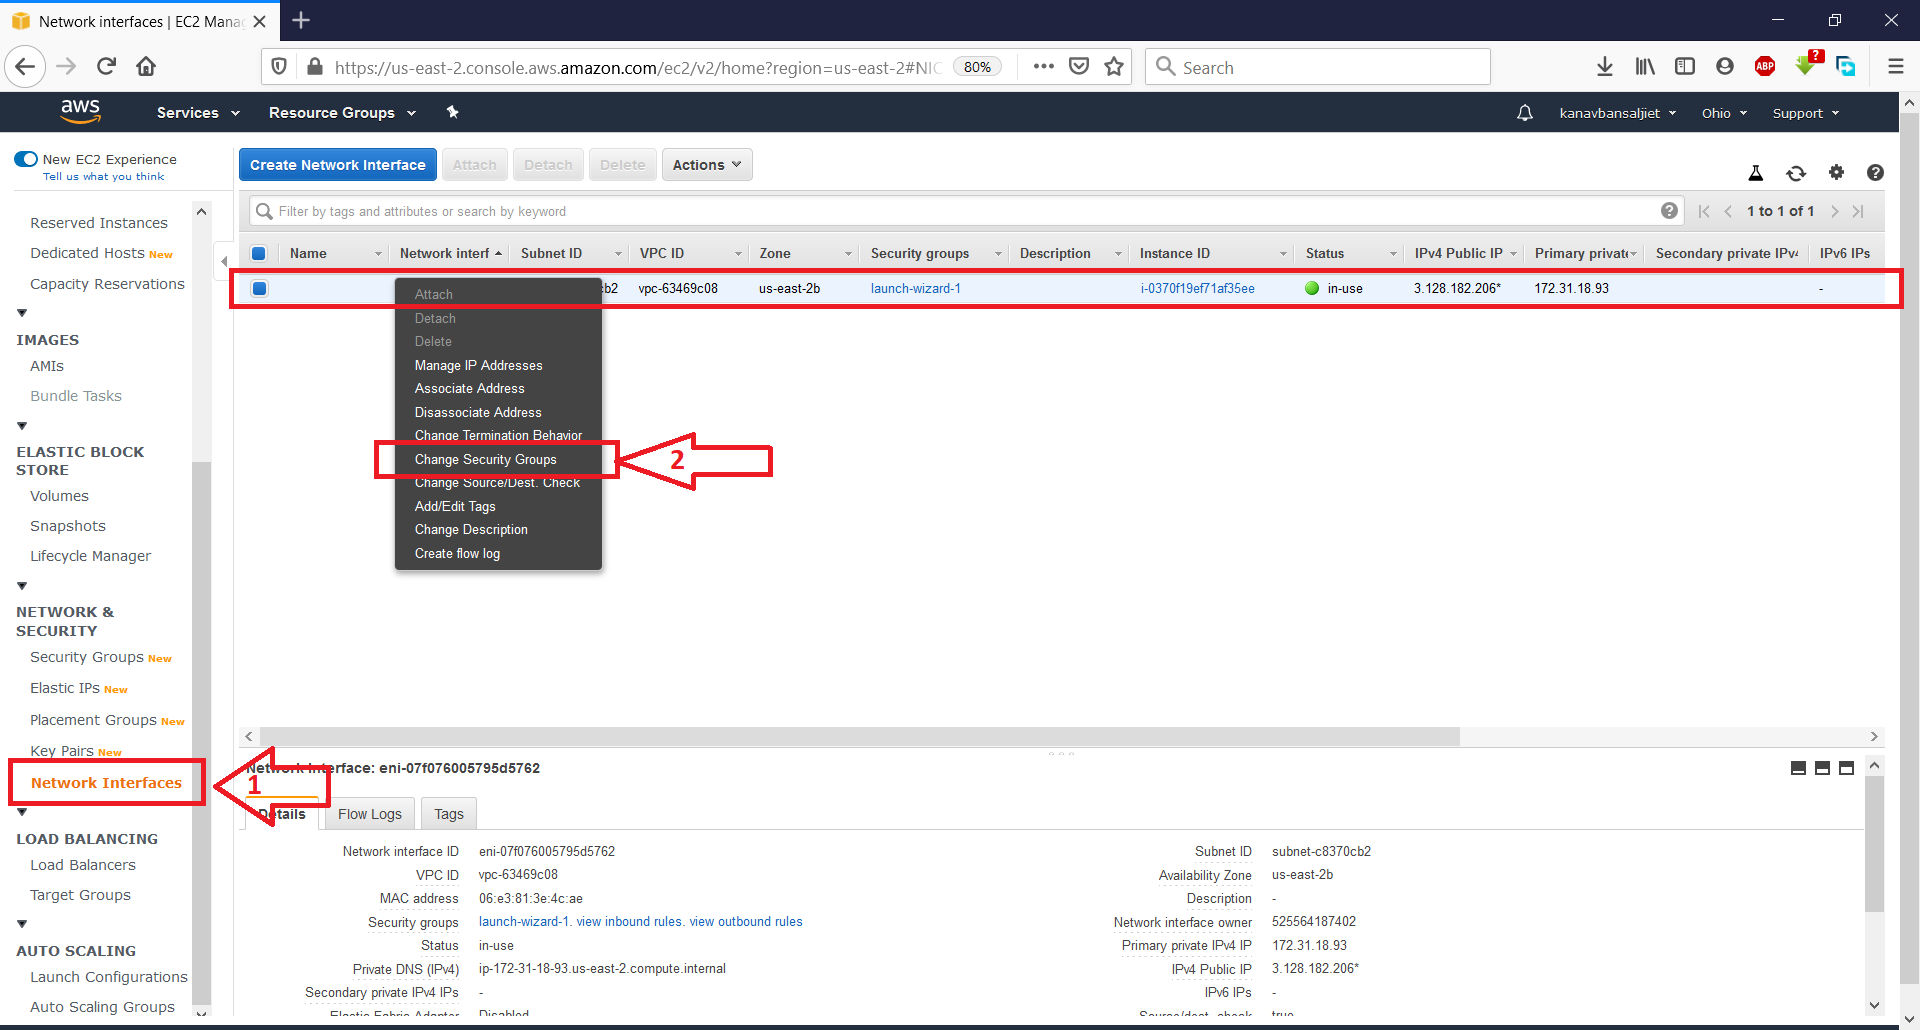 Network interfaces | EC2 Mana
https://us-east-2.console.aws.amazon.com/ec2/v2/home?region=us-east-2#NIC
80%
Search
ABP
?
aws
Services
Resource Groups
kanavbansaljiet
Ohio
Support
New EC2 Experience
Tell us what you think
Reserved Instances
Dedicated Hosts New
Capacity Reservations
IMAGES
AMIs
Bundle Tasks
ELASTIC BLOCK
STORE
Volumes
Snapshots
Lifecycle Manager
NETWORK &
SECURITY
Security Groups New
Elastic IPs New
Placement Groups New
Key Pairs New
Network Interfaces
1
LOAD BALANCING
Load Balancers
Target Groups
AUTO SCALING
Launch Configurations
Auto Scaling Groups
Create Network Interface
Attach
Detach
Delete
Actions
Filter by tags and attributes or search by keyword
1 to 1 of 1
Name Network interf Subnet ID VPC ID Zone Security groups Description Instance ID Status IPv4 Public IP Primary private Secondary private IPv4 IPv6 IPs
cb2 vpc-63469c08 us-east-2b launch-wizard-1 i-0370f19ef71af35ee in-use 3.128.182.206* 172.31.18.93 -
Attach
Detach
Delete
Manage IP Addresses
Associate Address
Disassociate Address
Change Termination Behavior
Change Security Groups
2
Change Source/Dest. Check
Add/Edit Tags
Change Description
Create flow log
Network Interface: eni-07f076005795d5762
Details
Flow Logs
Tags
Network interface ID eni-07f076005795d5762
VPC ID vpc-63469c08
MAC address 06:e3:81:3e:4c:ae
Security groups launch-wizard-1. view inbound rules. view outbound rules
Status in-use
Private DNS (IPv4) ip-172-31-18-93.us-east-2.compute.internal
Secondary private IPv4 IPs -
Elastic Fabric Adapter Disabled
Subnet ID subnet-c8370cb2
Availability Zone us-east-2b
Description -
Network interface owner 525564187402
Primary private IPv4 IP 172.31.18.93
IPv4 Public IP 3.128.182.206*
IPv6 IPs -
Source/dest. check true